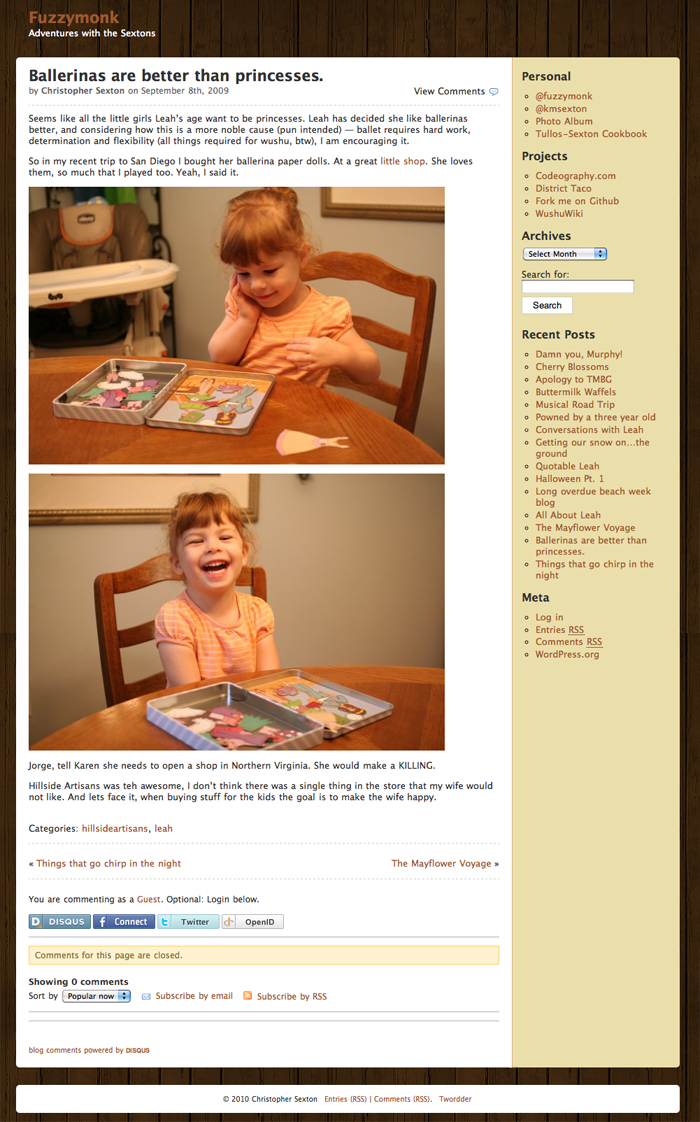 Fuzzymonk
Adventures with the Sextons
Ballerinas are better than princesses.
by Christopher Sexton on September 8th, 2009
View Comments
Seems like all the little girls Leah's age want to be princesses. Leah has decided she like ballerinas
better, and considering how this is a more noble cause (pun intended) — ballet requires hard work,
determination and flexibility (all things required for wushu, btw), I am encouraging it.
So in my recent trip to San Diego I bought her ballerina paper dolls. At a great little shop. She loves
them, so much that I played too. Yeah, I said it.
Jorge, tell Karen she needs to open a shop in Northern Virginia. She would make a KILLING.
Hillside Artisans was teh awesome, I don't think there was a single thing in the store that my wife would
not like. And lets face it, when buying stuff for the kids the goal is to make the wife happy.
Categories: hillsideartisans, leah
« Things that go chirp in the night
The Mayflower Voyage »
You are commenting as a Guest. Optional: Login below.
D DISQUS
f Connect
t Twitter
OpenID
Comments for this page are closed.
Showing 0 comments
Sort by Popular now Subscribe by email Subscribe by RSS
blog comments powered by DISQUS
Personal
@fuzzymonk
@kmsexton
Photo Album
Tullos-Sexton Cookbook
Projects
Codeography.com
District Taco
Fork me on Github
WushuWiki
Archives
Select Month
Search for:
Search
Recent Posts
Damn you, Murphy!
Cherry Blossoms
Apology to TMBG
Buttermilk Waffels
Musical Road Trip
Powned by a three year old
Conversations with Leah
Getting our snow on...the
ground
Quotable Leah
Halloween Pt. 1
Long overdue beach week
blog
All About Leah
The Mayflower Voyage
Ballerinas are better than
princesses.
Things that go chirp in the
night
Meta
Log in
Entries RSS
Comments RSS
WordPress.org
© 2010 Christopher Sexton Entries (RSS) | Comments (RSS). Twordder